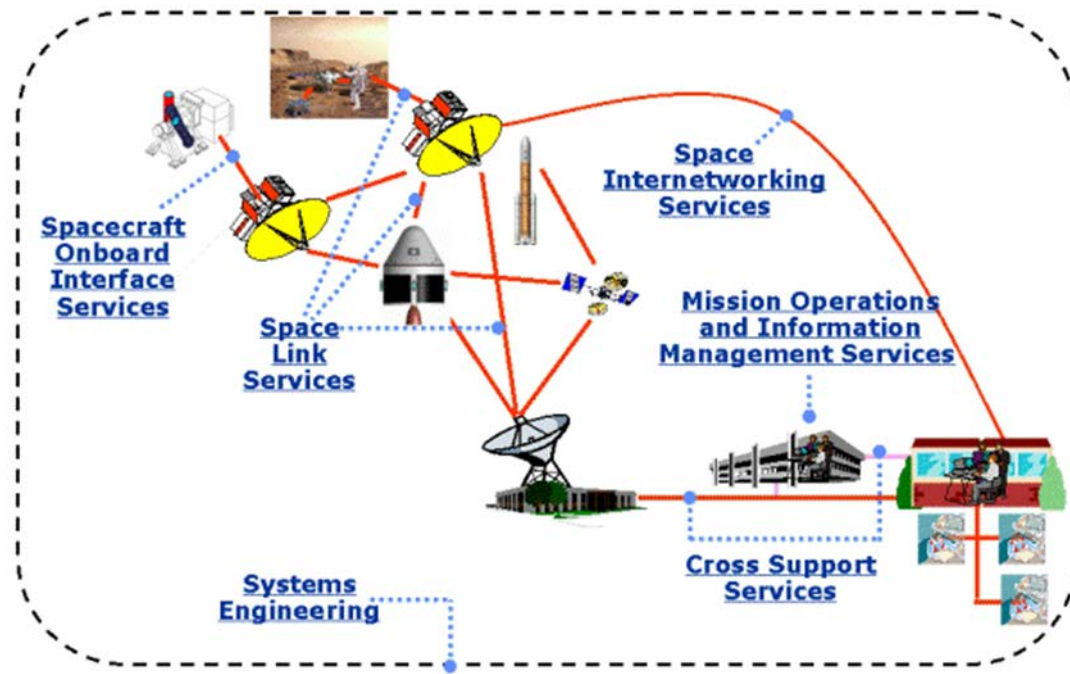 Space
Internetworking
Services
Spacecraft
Onboard
Interface
Services
Space
Link
Services
Mission Operations
and Information
Management Services
Cross Support
Services
Systems
Engineering